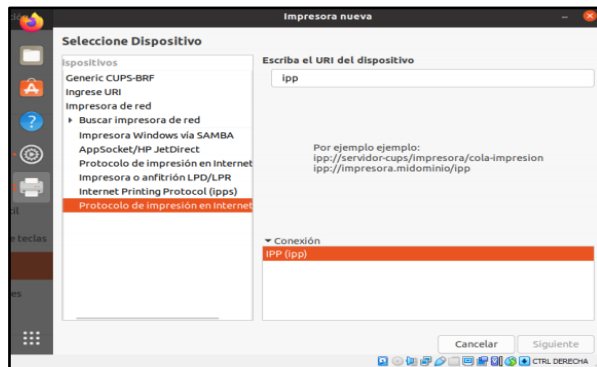 Impresora nueva
Seleccione Dispositivo
ispositivos
Generic CUPS-BRF
Ingrese URI
Impresora de red
Buscar impresora de red
Impresora Windows vía SAMBA
AppSocket/HP JetDirect
Protocolo de impresión en Internet
Impresora o anfitrión LPD/LPR
Internet Printing Protocol (ipps)
Protocolo de impresión en Internet
Escriba el URI del dispositivo
ipp
Por ejemplo ejemplo:
ipp://servidor-cups/impresora/cola-impresion
ipp://impresora.midominio/ipp
Conexión
IPP (ipp)
Cancelar
Siguiente
e teclas
es
CTRL DERECHA